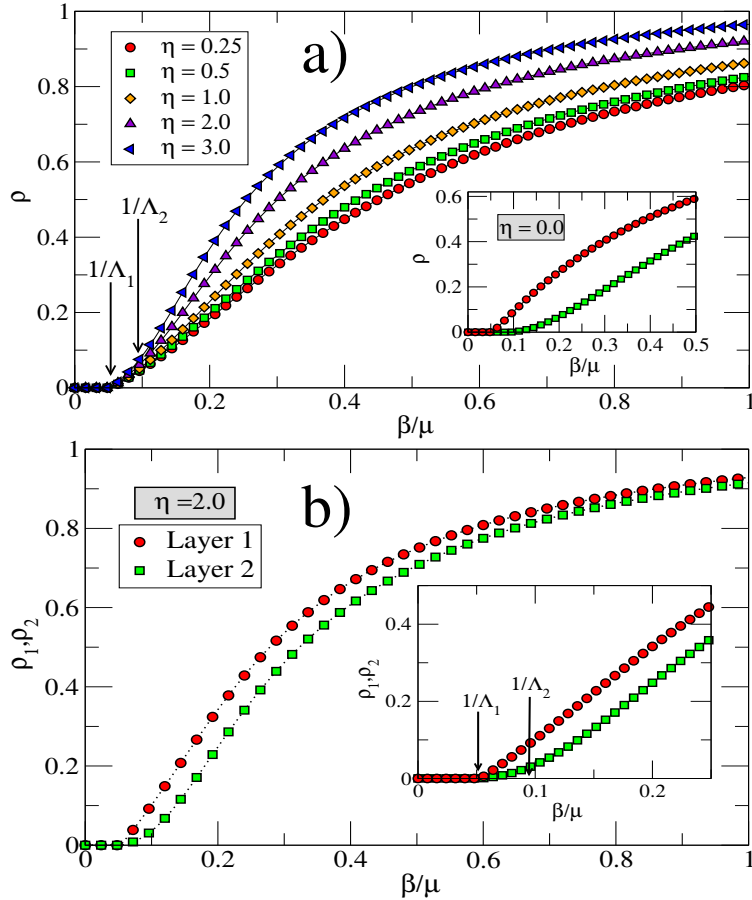 a)
η = 0.25
η = 0.5
η = 1.0
η = 2.0
η = 3.0
1/Λ₂
1/Λ₁
η = 0.0
ρ
0 0.2 0.4 0.6
0 0.1 0.2 0.3 0.4 0.5
β/μ
ρ
0 0.2 0.4 0.6 0.8 1
0 0.2 0.4 0.6 0.8 1
β/μ
b)
η =2.0
Layer 1
Layer 2
1/Λ₁
1/Λ₂
ρ₁,ρ₂
0 0.2 0.4
0 0.1 0.2
β/μ
ρ₁,ρ₂
0 0.2 0.4 0.6 0.8 1
0 0.2 0.4 0.6 0.8 1
β/μ